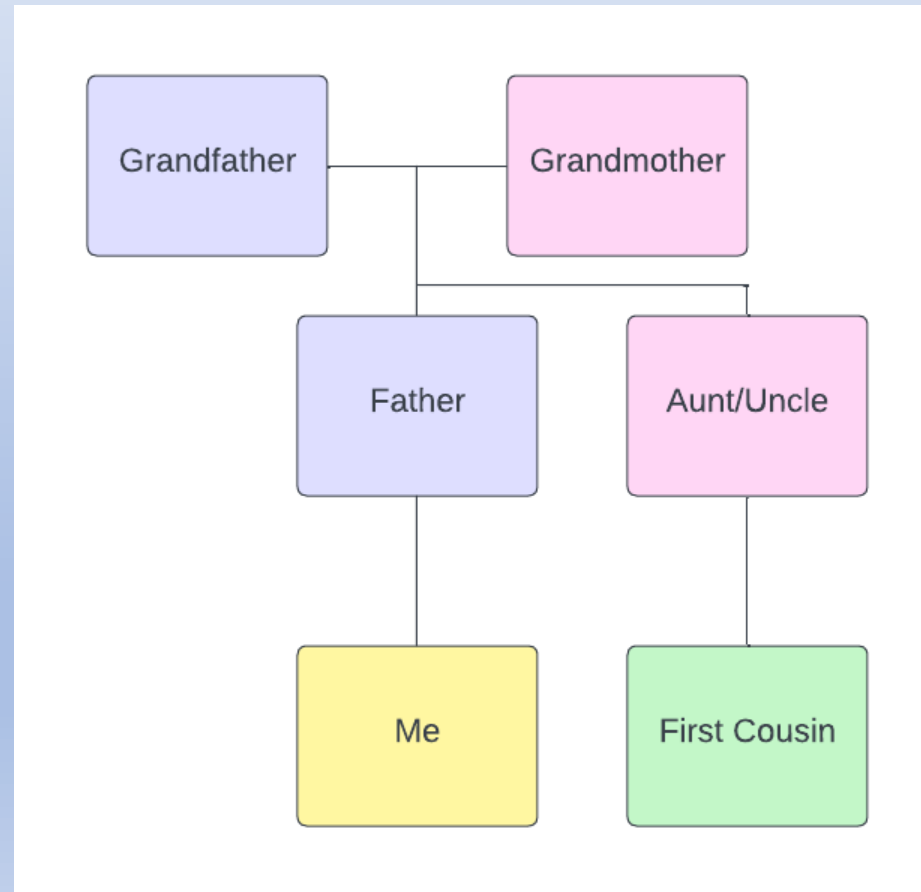 Grandfather
Grandmother
Father
Aunt/Uncle
Me
First Cousin